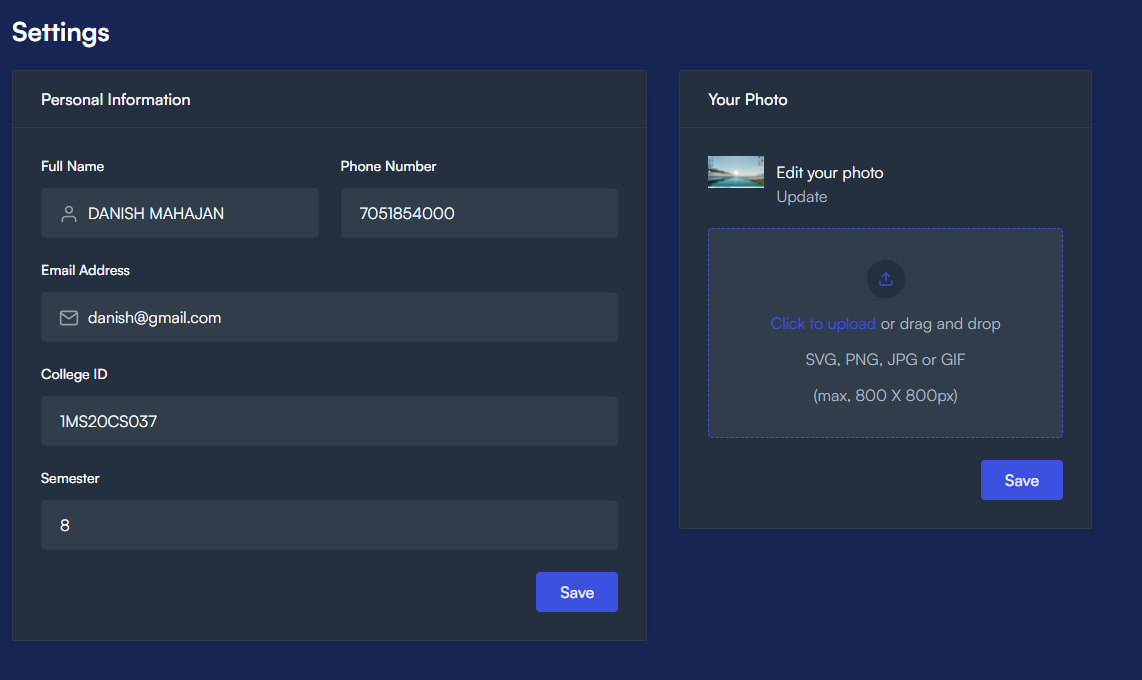 Settings
Personal Information
Full Name
Phone Number
DANISH MAHAJAN
7051854000
Email Address
danish@gmail.com
College ID
1MS20CS037
Semester
8
Save
Your Photo
Edit your photo
Update
Click to upload or drag and drop
SVG, PNG, JPG or GIF
(max, 800 X 800px)
Save